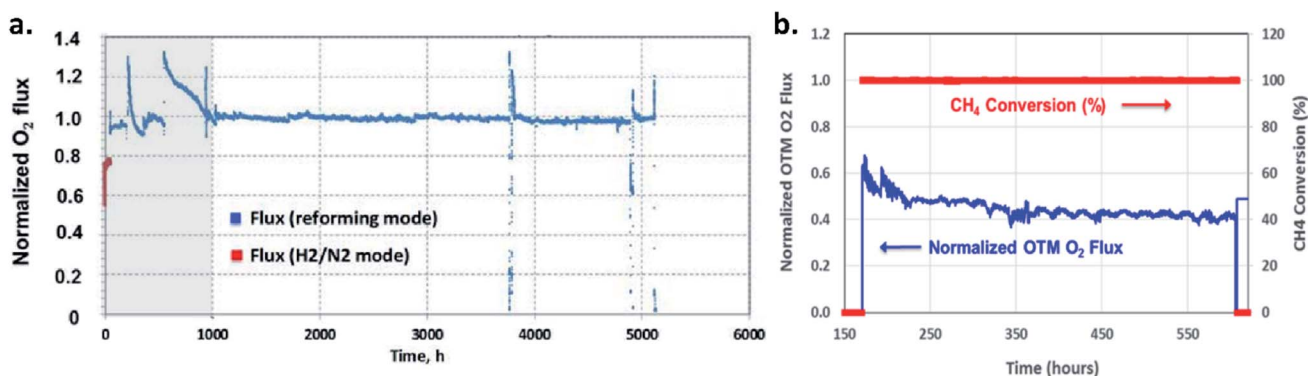 a.
Normalized O₂ flux
1.4
1.2
1.0
0.8
0.6
0.4
0.2
0
Flux (reforming mode)
Flux (H2/N2 mode)
0 1000 2000 3000 4000 5000 6000
Time, h
b.
Normalized OTM O2 Flux
1.2
1.0
0.8
0.6
0.4
0.2
0.0
CH₄ Conversion (%)
Normalized OTM O₂ Flux
120
100
80
60
40
20
0
CH4 Conversion (%)
150 250 350 450 550
Time (hours)